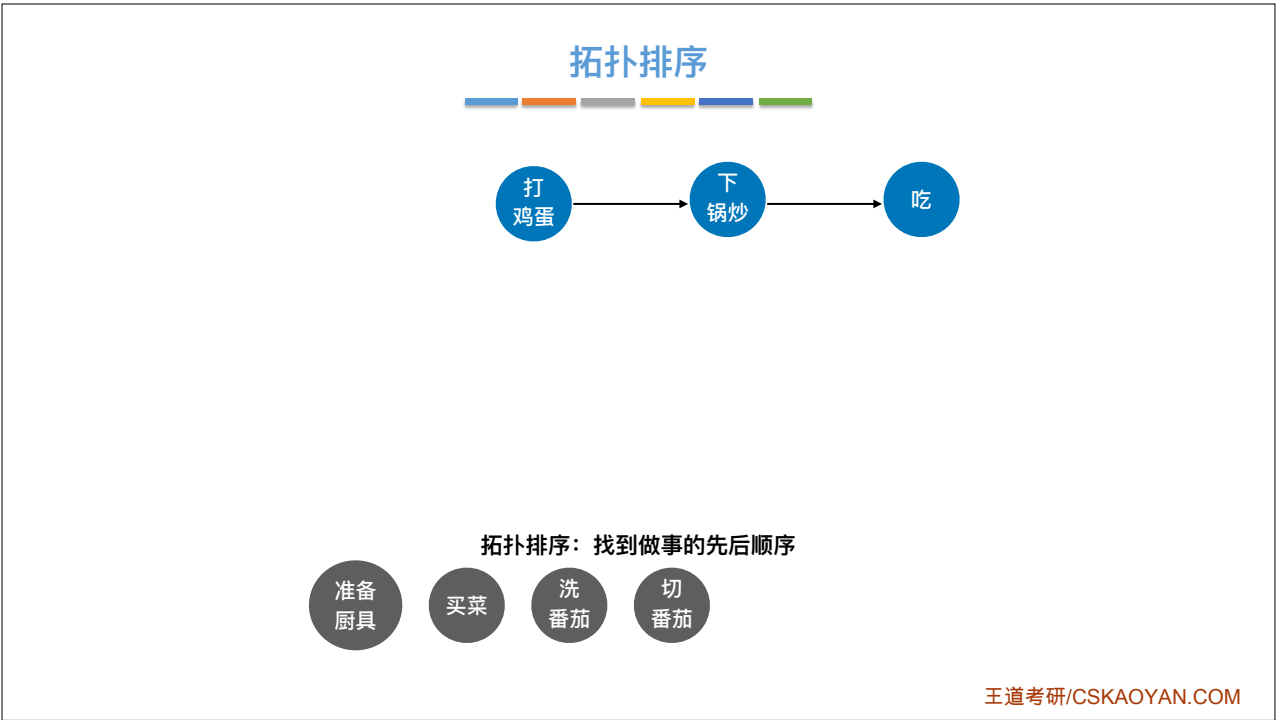 拓扑排序
打
鸡蛋
下
锅炒
吃
拓扑排序：找到做事的先后顺序
准备
厨具
买菜
洗
番茄
切
番茄
王道考研/CSKAOYAN.COM